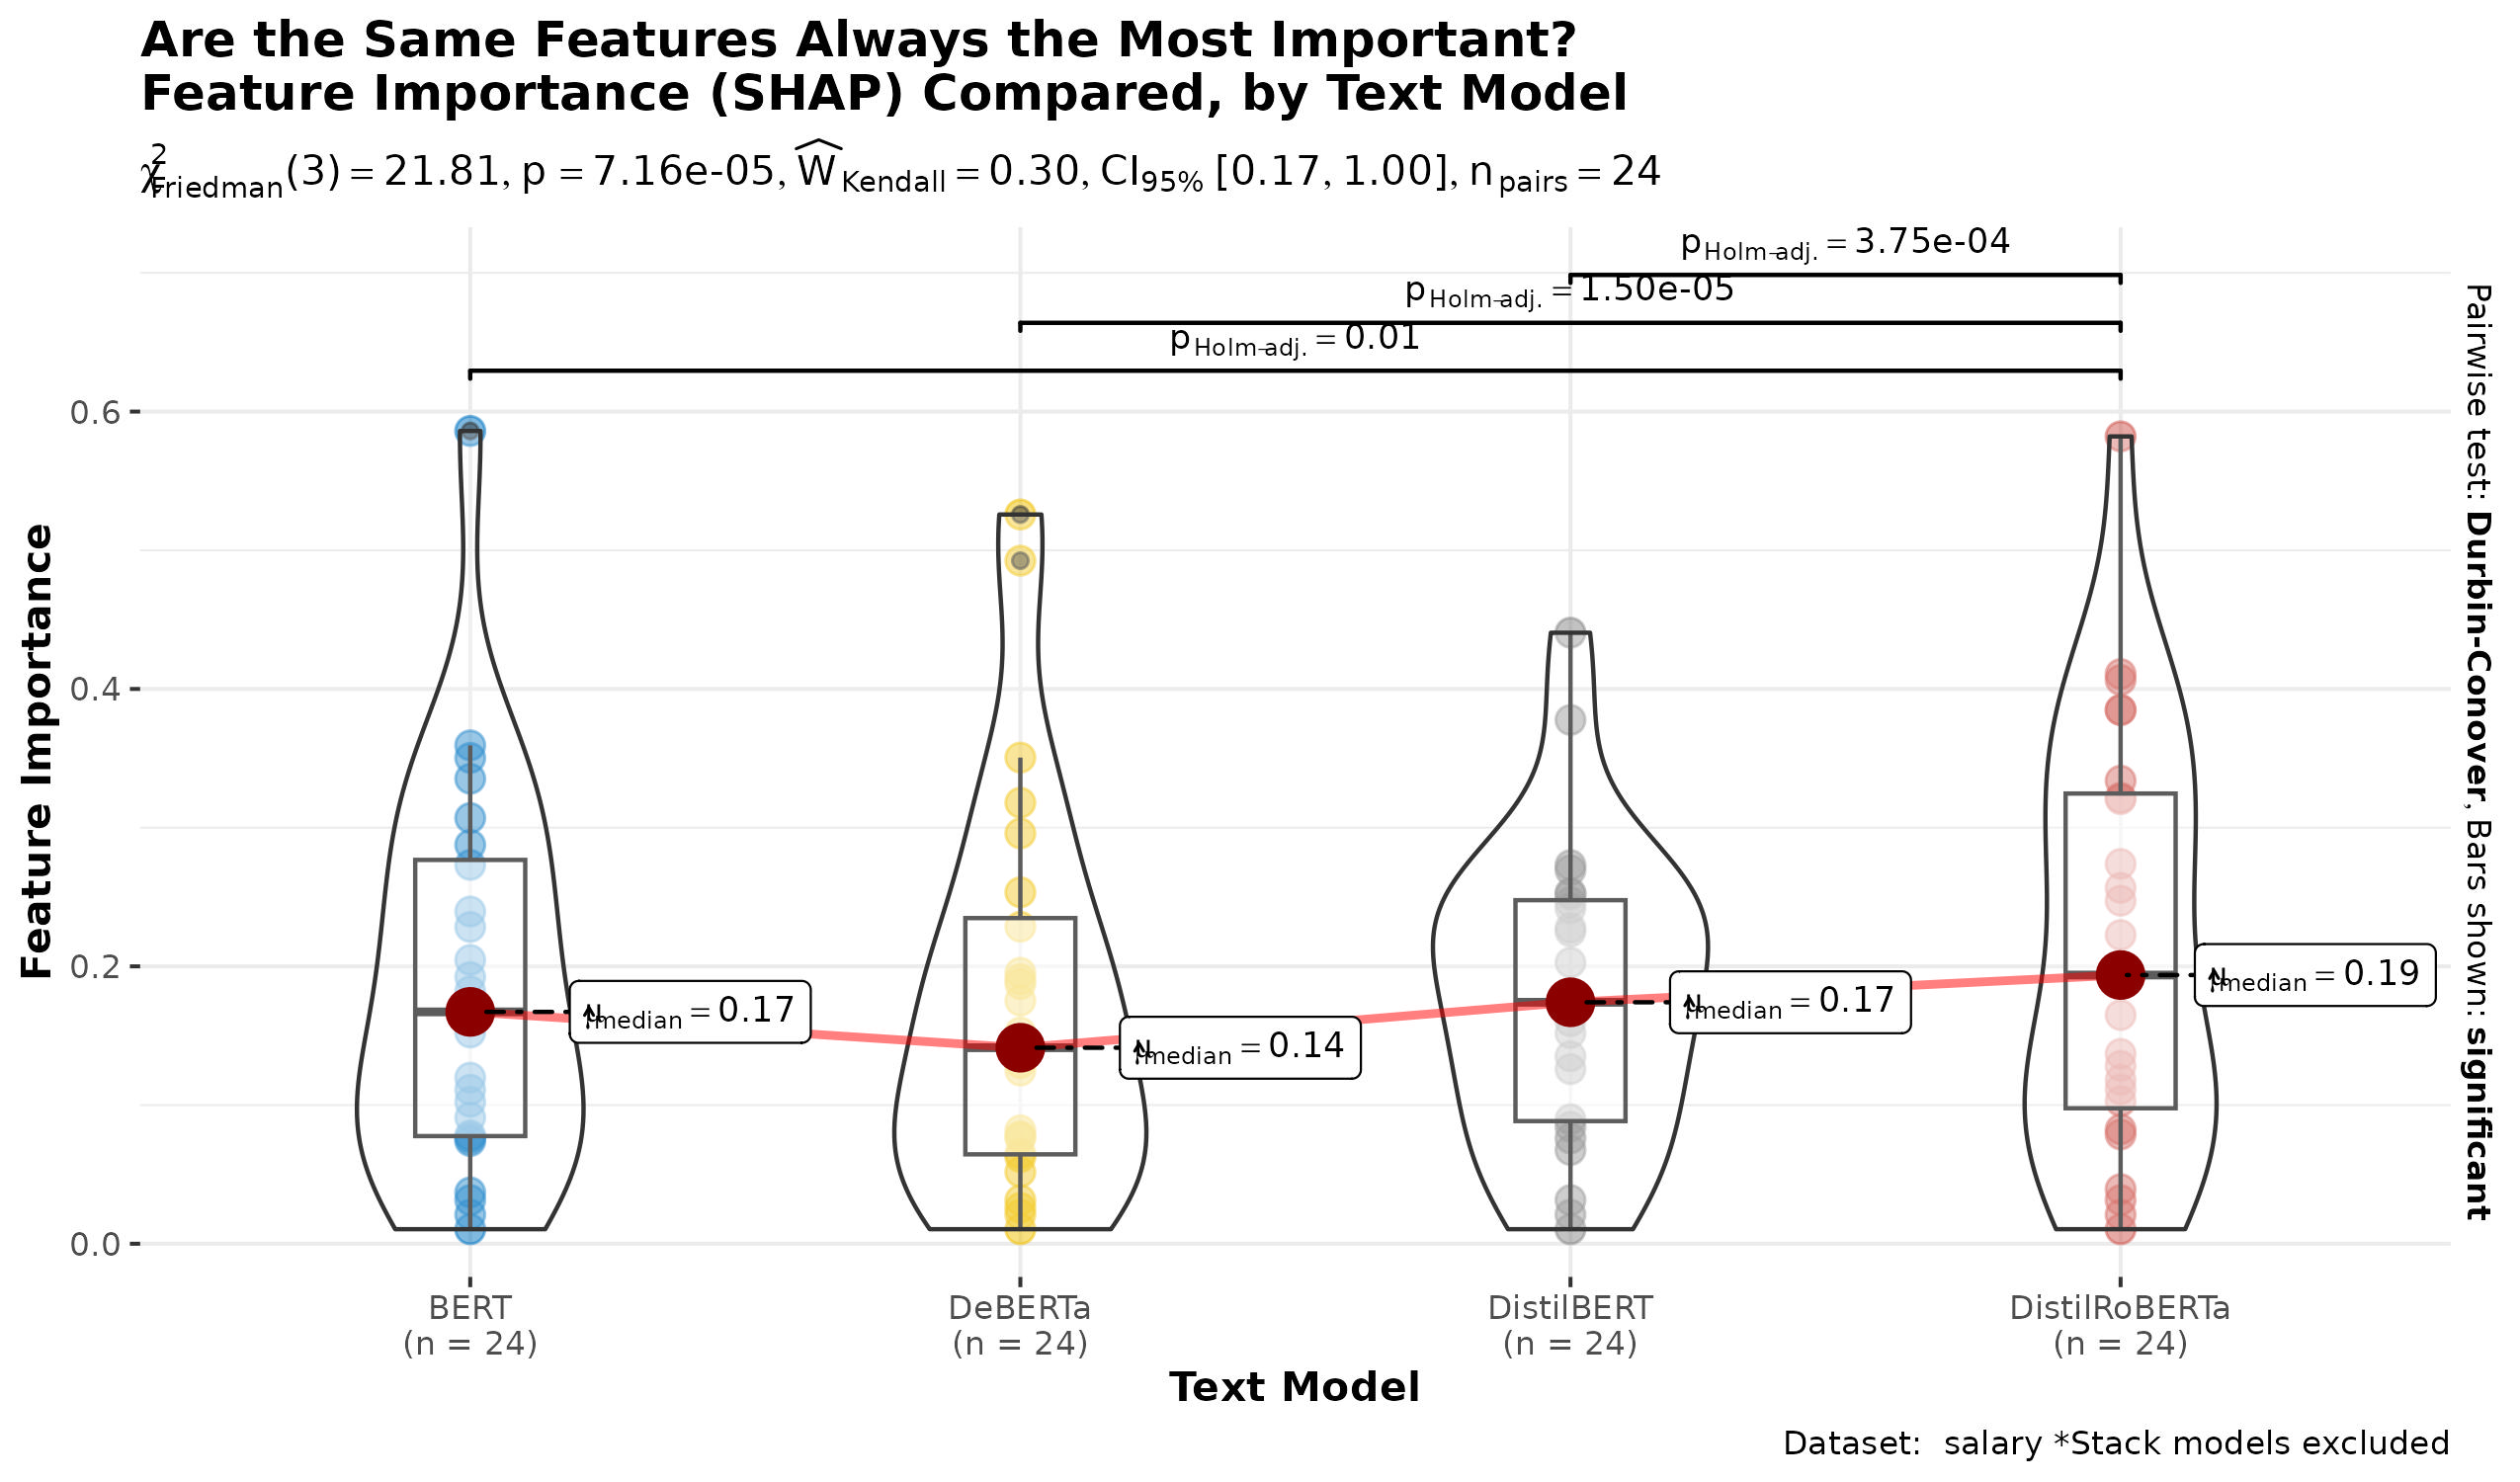 Are the Same Features Always the Most Important?
Feature Importance (SHAP) Compared, by Text Model
χ²Friedman(3) = 21.81, p = 7.16e-05, ŴKendall = 0.30, CI95% [0.17, 1.00], npairs = 24
pHolm-adj. = 3.75e-04
pHolm-adj. = 1.50e-05
pHolm-adj. = 0.01
Feature Importance
0.6
0.4
0.2
0.0
μ̂median = 0.17
μ̂median = 0.14
μ̂median = 0.17
μ̂median = 0.19
Pairwise test: Durbin-Conover, Bars shown: significant
BERT
(n = 24)
DeBERTa
(n = 24)
DistilBERT
(n = 24)
DistilRoBERTa
(n = 24)
Text Model
Dataset:  salary *Stack models excluded